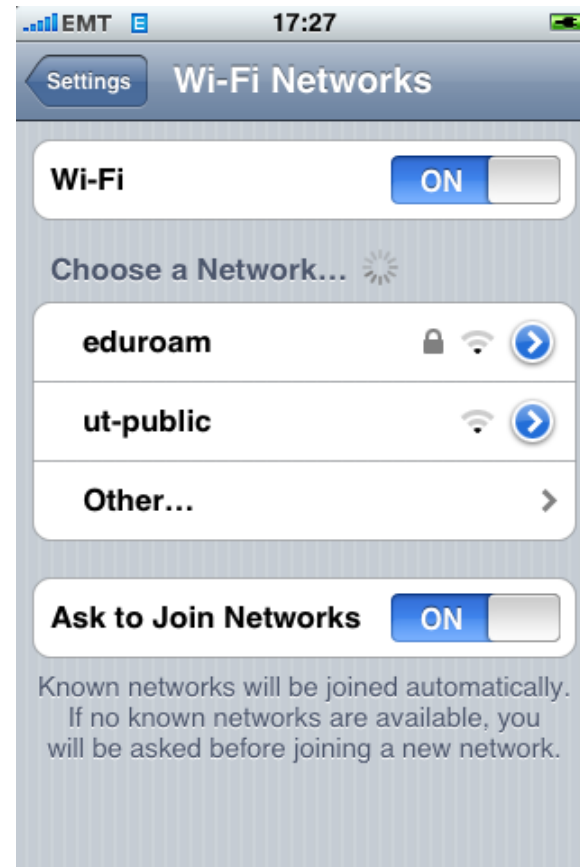 EMT E 17:27
Settings Wi-Fi Networks
Wi-Fi ON
Choose a Network...
eduroam
ut-public
Other...
Ask to Join Networks ON
Known networks will be joined automatically.
If no known networks are available, you
will be asked before joining a new network.